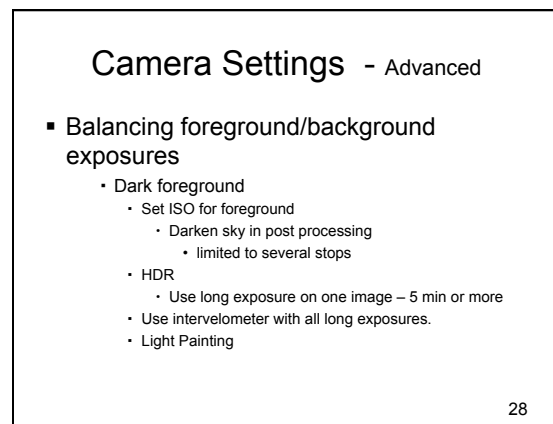 Camera Settings - Advanced
▪ Balancing foreground/background
exposures
▪ Dark foreground
▪ Set ISO for foreground
▪ Darken sky in post processing
• limited to several stops
▪ HDR
▪ Use long exposure on one image – 5 min or more
▪ Use intervelometer with all long exposures.
▪ Light Painting
28